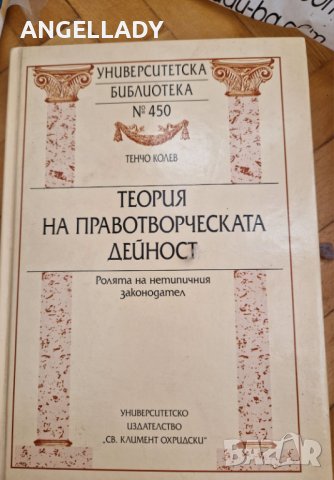 ANGELLADY
УНИВЕРСИТЕТСКА
БИБЛИОТЕКА
№ 450
ТЕНЧО КОЛЕВ
ТЕОРИЯ
НА ПРАВОТВОРЧЕСКАТА
ДЕЙНОСТ
Ролята на нетипичния
законодател
УНИВЕРСИТЕТСКО
ИЗДАТЕЛСТВО
„СВ. КЛИМЕНТ ОХРИДСКИ“
BAZAR